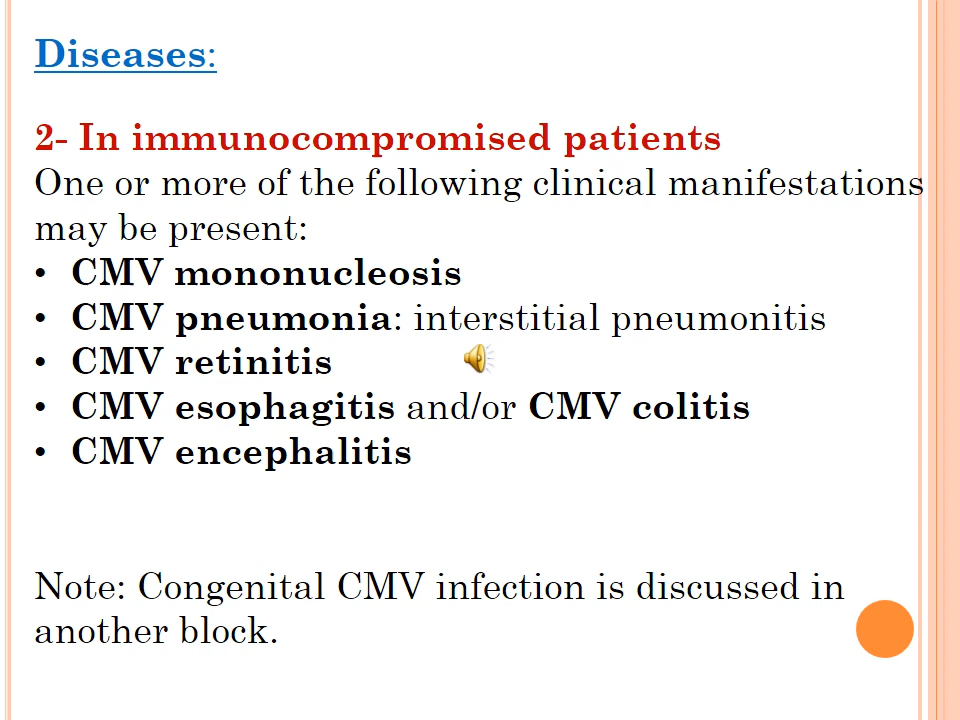 Diseases:
2- In immunocompromised patients
One or more of the following clinical manifestations
may be present:
• CMV mononucleosis
• CMV pneumonia: interstitial pneumonitis
• CMV retinitis
• CMV esophagitis and/or CMV colitis
• CMV encephalitis
Note: Congenital CMV infection is discussed in
another block.